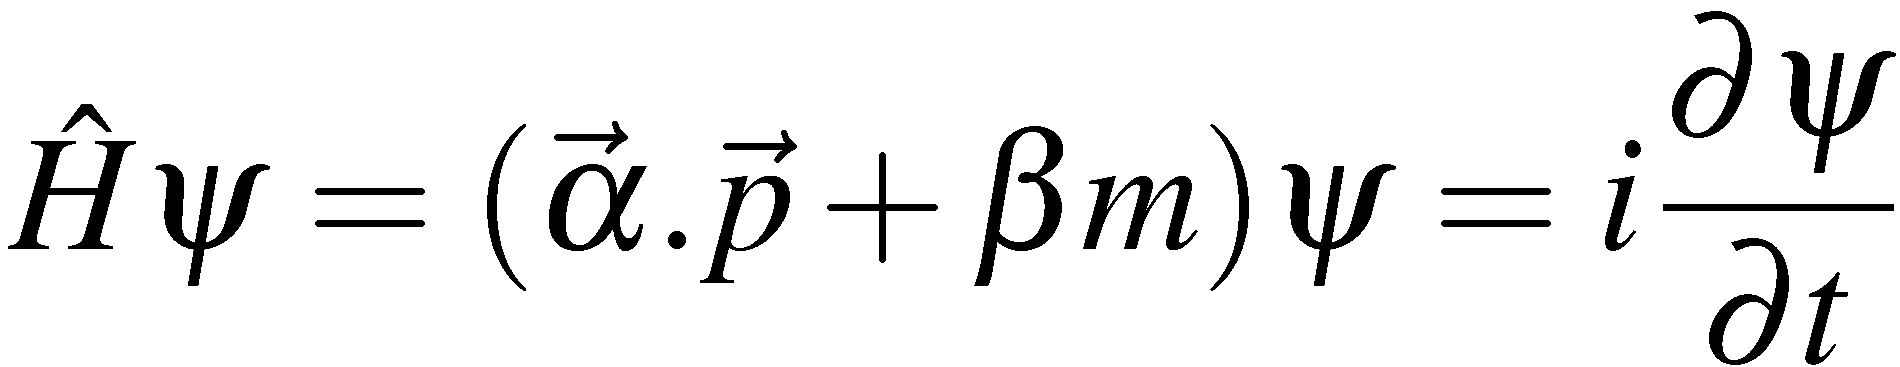 Ĥψ = (α⃗.p⃗ + βm)ψ = i ∂ψ/∂t